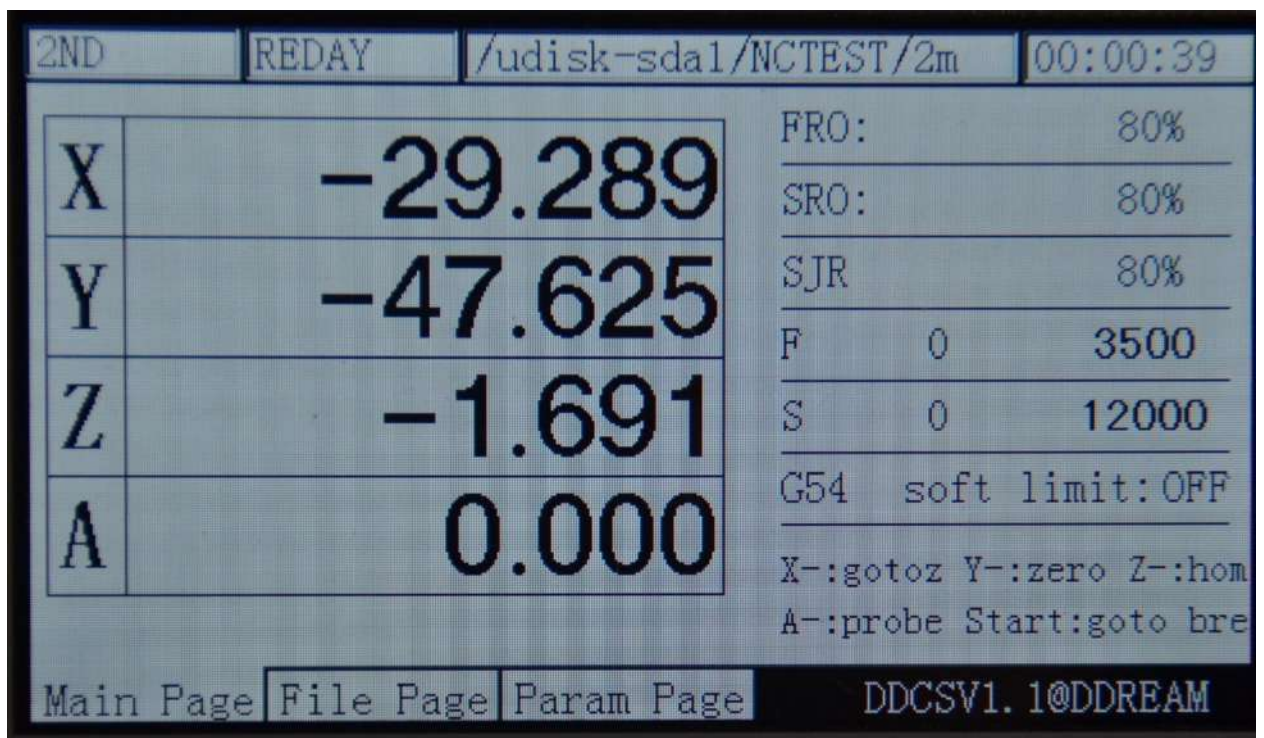 2ND REDAY /udisk-sda1/NCTEST/2m 00:00:39
X -29.289
Y -47.625
Z -1.691
A 0.000
FRO: 80%
SRO: 80%
SJR 80%
F 0 3500
S 0 12000
G54 soft limit:OFF
X-:gotoz Y-:zero Z-:hom
A-:probe Start:goto bre
Main Page File Page Param Page DDCSV1.1@DDREAM